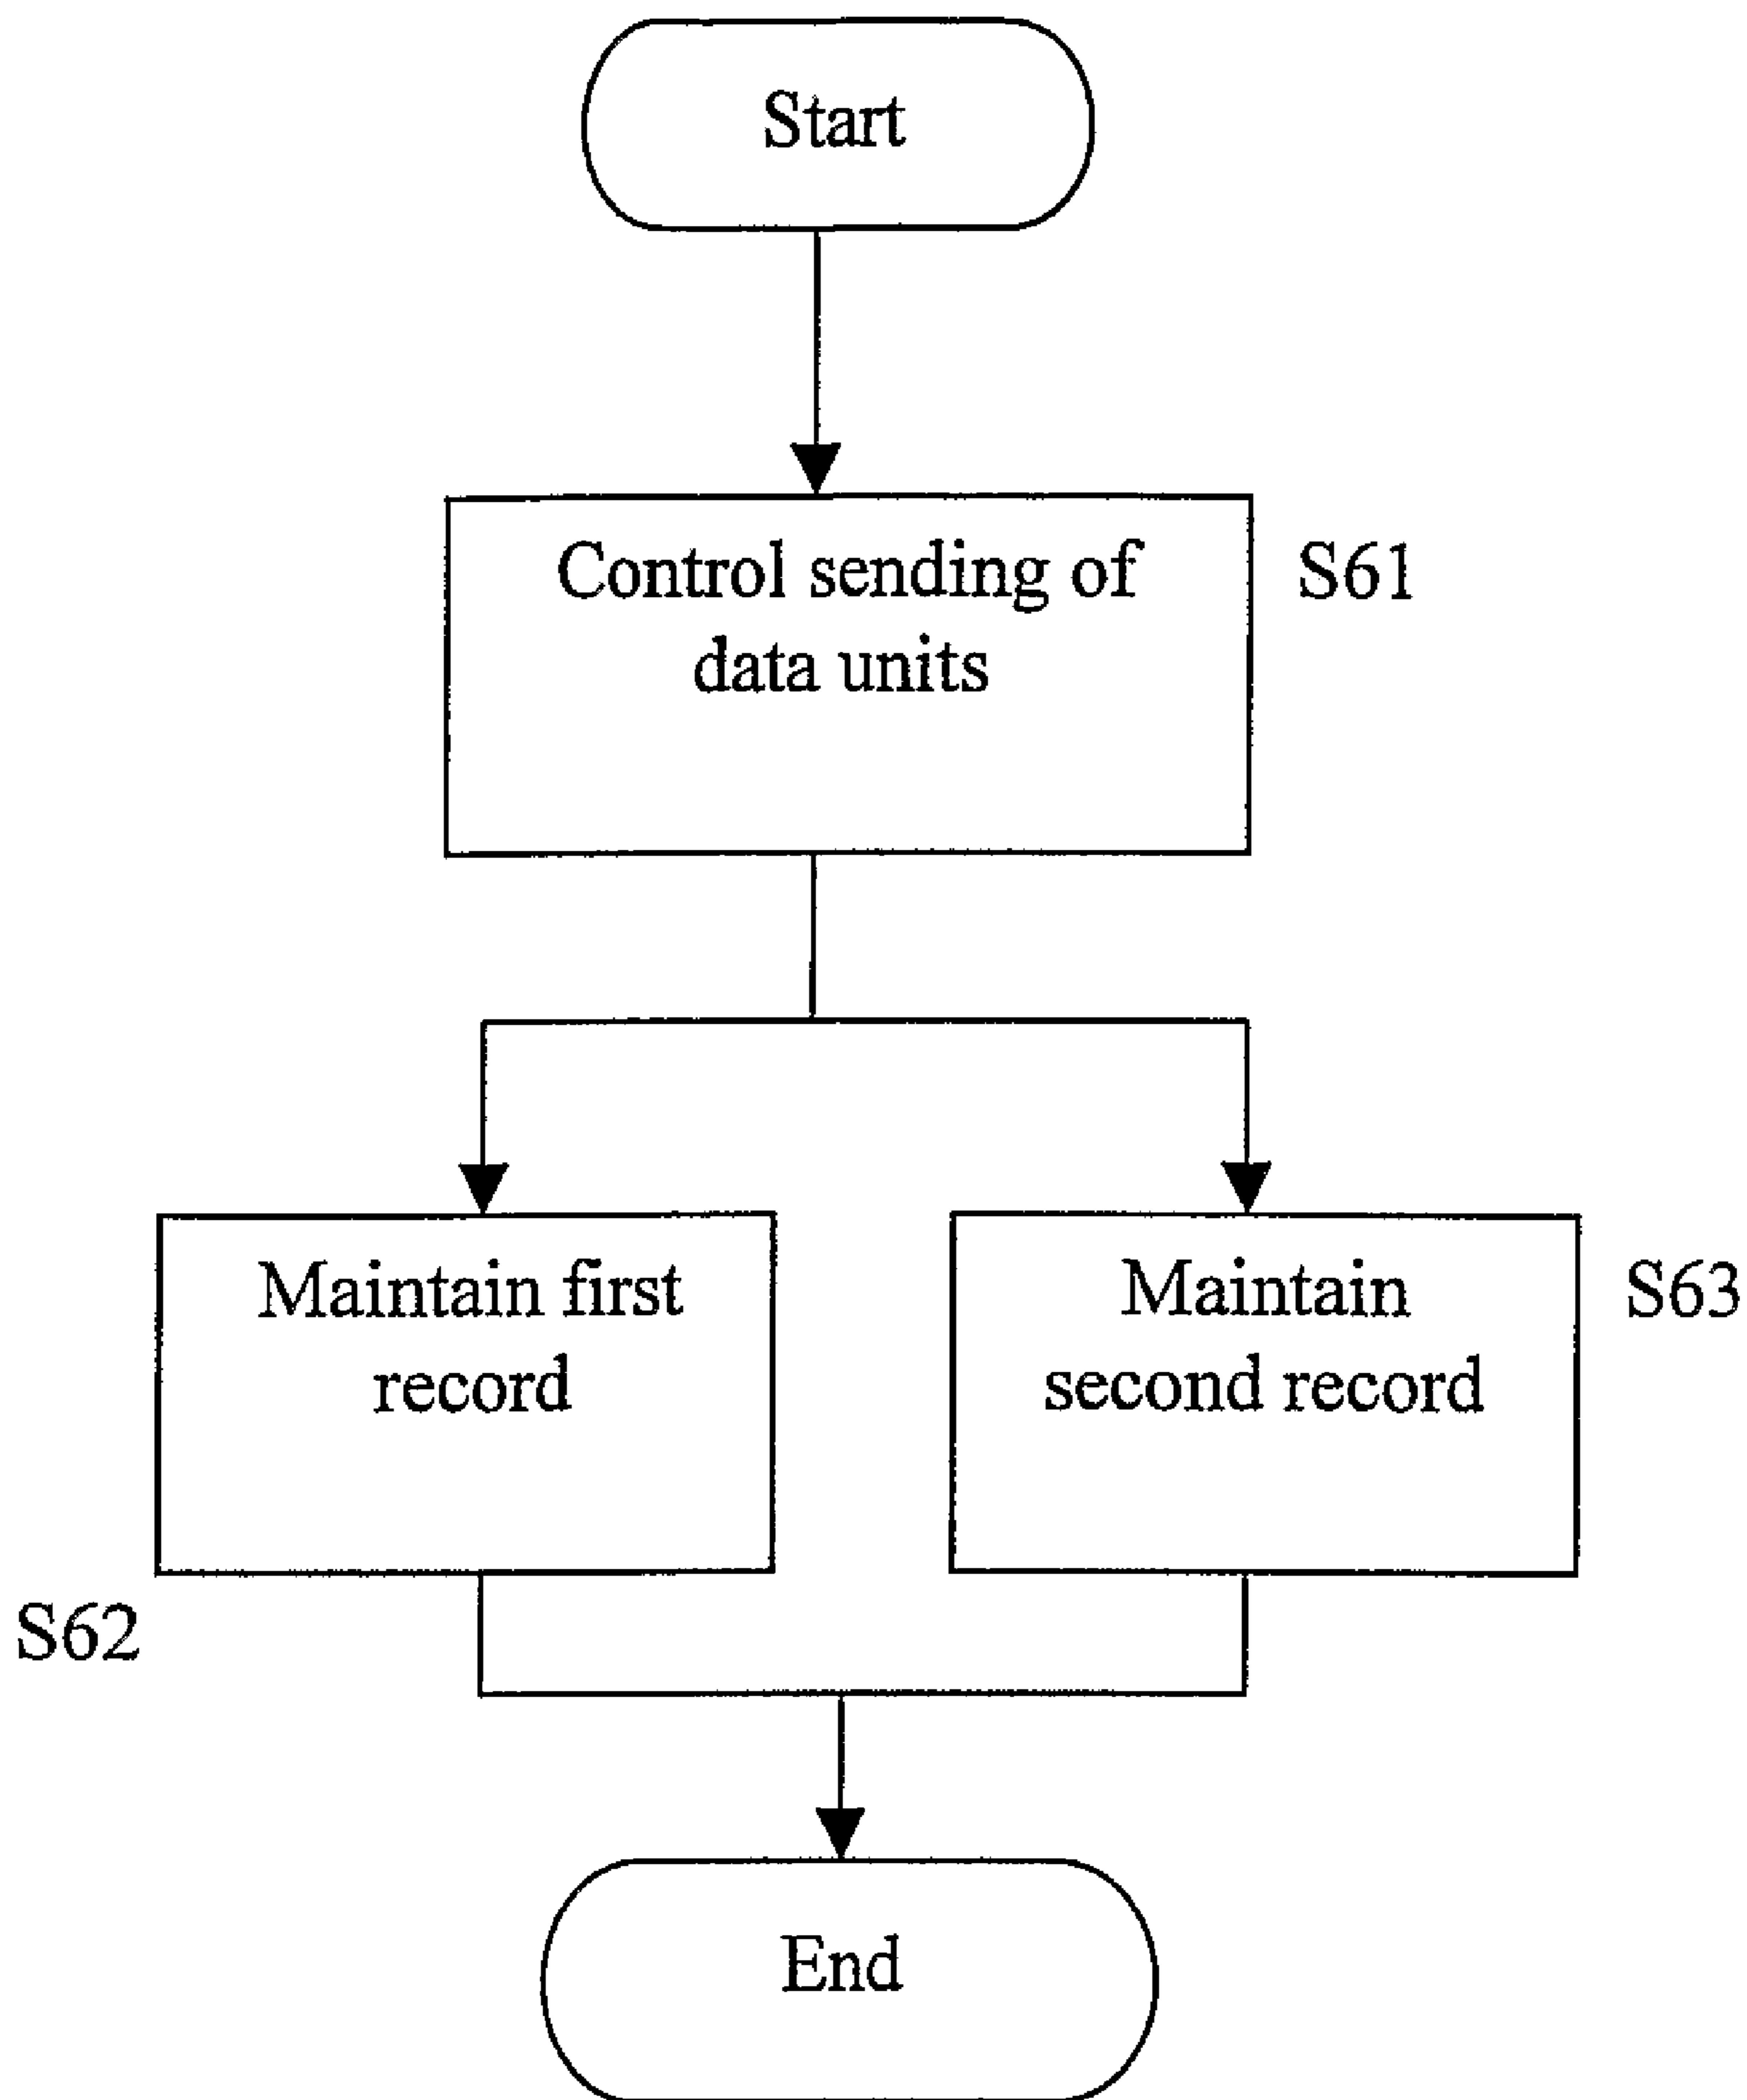 Start
Control sending of
data units
S61
Maintain first
record
Maintain
second record
S63
S62
End